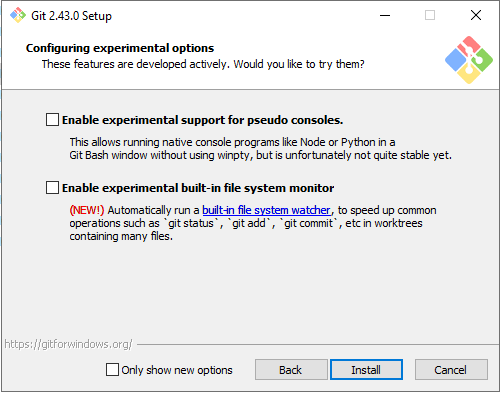 Git 2.43.0 Setup
Configuring experimental options
These features are developed actively. Would you like to try them?
Enable experimental support for pseudo consoles.
This allows running native console programs like Node or Python in a
Git Bash window without using winpty, but is unfortunately not quite stable yet.
Enable experimental built-in file system monitor
(NEW!) Automatically run a built-in file system watcher, to speed up common
operations such as `git status`, `git add`, `git commit`, etc in worktrees
containing many files.
https://gitforwindows.org/
Only show new options
Back
Install
Cancel